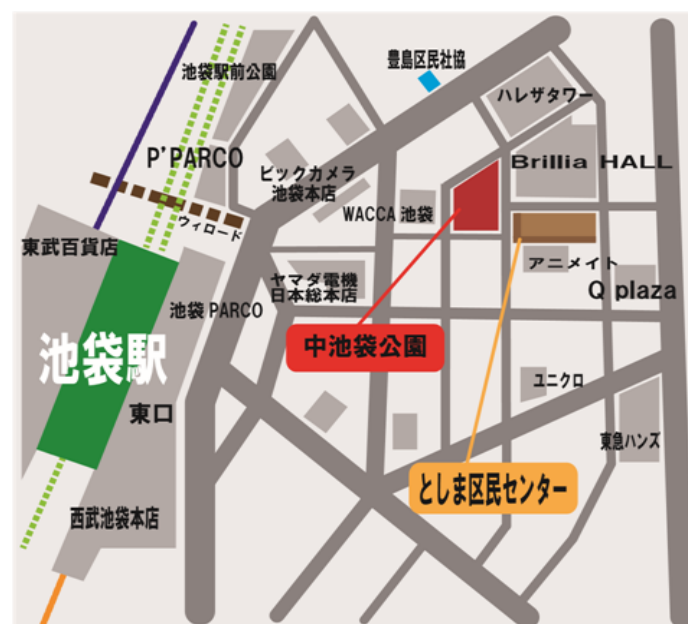 豊島区民社協
池袋駅前公園
ハレザタワー
P'PARCO
ビックカメラ
池袋本店
Brillia HALL
WACCA 池袋
ウィロード
東武百貨店
アニメイト
ヤマダ電機
日本総本店
Q plaza
池袋 PARCO
中池袋公園
池袋駅
ユニクロ
東口
東急ハンズ
としま区民センター
西武池袋本店